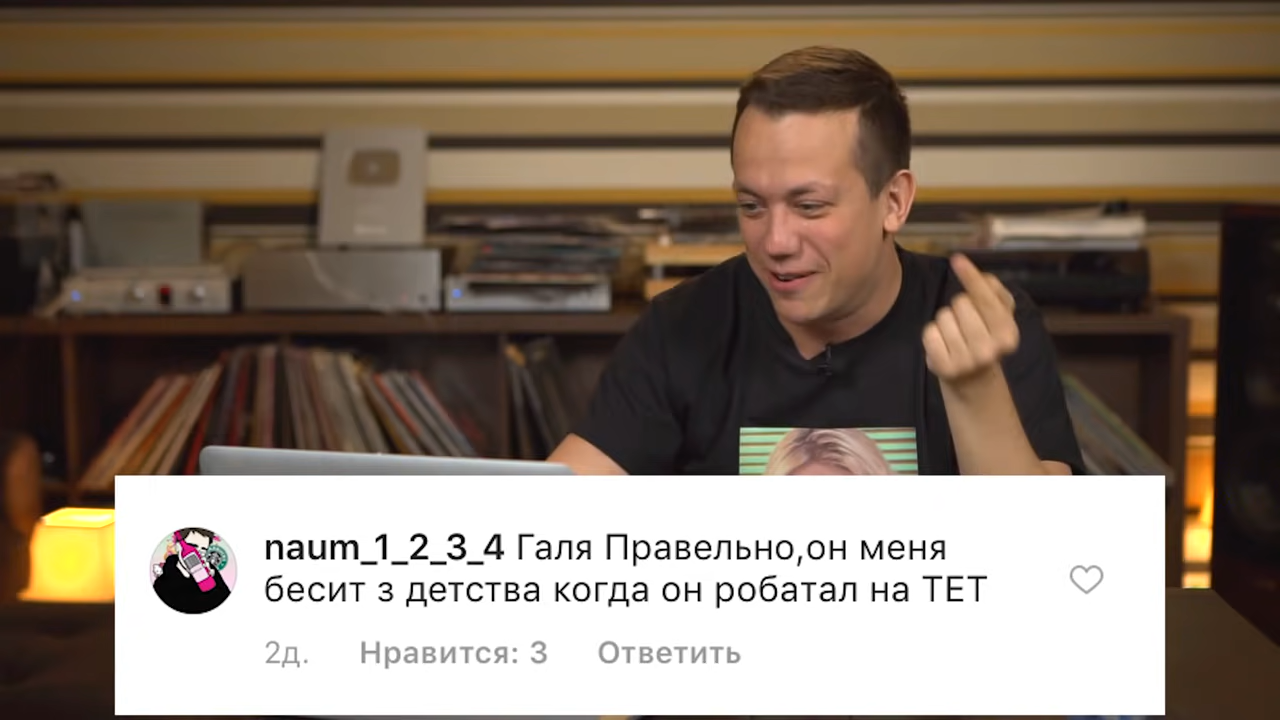 naum_1_2_3_4 Галя Правельно,он меня
бесит з детства когда он робатал на ТЕТ
2д. Нравится: 3 Ответить